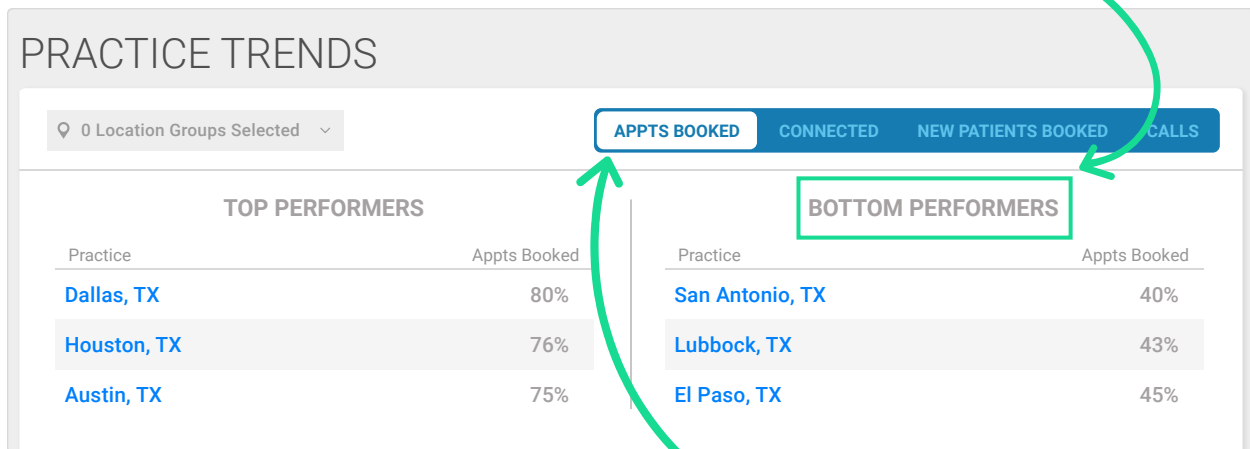 PRACTICE TRENDS
0 Location Groups Selected
APPTS BOOKED CONNECTED NEW PATIENTS BOOKED CALLS
TOP PERFORMERS
Practice Appts Booked
Dallas, TX 80%
Houston, TX 76%
Austin, TX 75%
BOTTOM PERFORMERS
Practice Appts Booked
San Antonio, TX 40%
Lubbock, TX 43%
El Paso, TX 45%